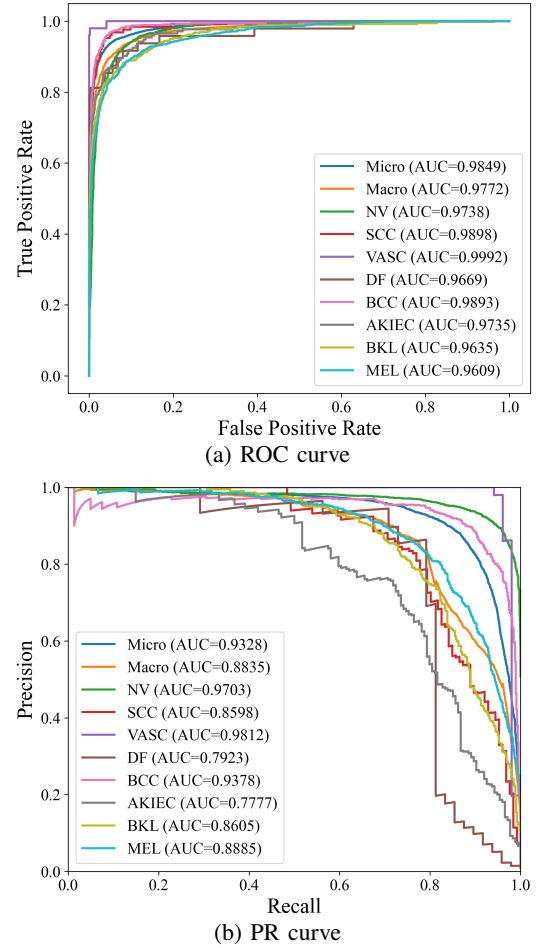 1.0
0.8
0.6
0.4
0.2
0.0
True Positive Rate
Micro (AUC=0.9849)
Macro (AUC=0.9772)
NV (AUC=0.9738)
SCC (AUC=0.9898)
VASC (AUC=0.9992)
DF (AUC=0.9669)
BCC (AUC=0.9893)
AKIEC (AUC=0.9735)
BKL (AUC=0.9635)
MEL (AUC=0.9609)
0.0 0.2 0.4 0.6 0.8 1.0
False Positive Rate
(a) ROC curve
1.0
0.8
0.6
0.4
0.2
0.0
Precision
Micro (AUC=0.9328)
Macro (AUC=0.8835)
NV (AUC=0.9703)
SCC (AUC=0.8598)
VASC (AUC=0.9812)
DF (AUC=0.7923)
BCC (AUC=0.9378)
AKIEC (AUC=0.7777)
BKL (AUC=0.8605)
MEL (AUC=0.8885)
0.0 0.2 0.4 0.6 0.8 1.0
Recall
(b) PR curve